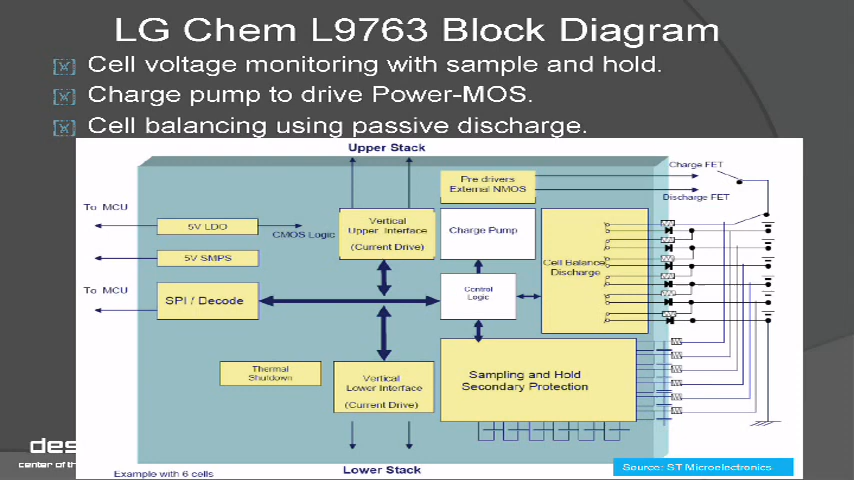 LG Chem L9763 Block Diagram
Cell voltage monitoring with sample and hold.
Charge pump to drive Power-MOS.
Cell balancing using passive discharge.
Upper Stack
Charge FET
Pre drivers
External NMOS
Discharge FET
To MCU
5V LDO
CMOS Logic
Vertical
Upper Interface
(Current Drive)
Charge Pump
5V SMPS
Cell Balance
Discharge
To MCU
SPI / Decode
Control
Logic
Thermal
Shutdown
Vertical
Lower Interface
(Current Drive)
Sampling and Hold
Secondary Protection
des
center of th
Lower Stack
Example with 6 cells
Source: ST Microelectronics